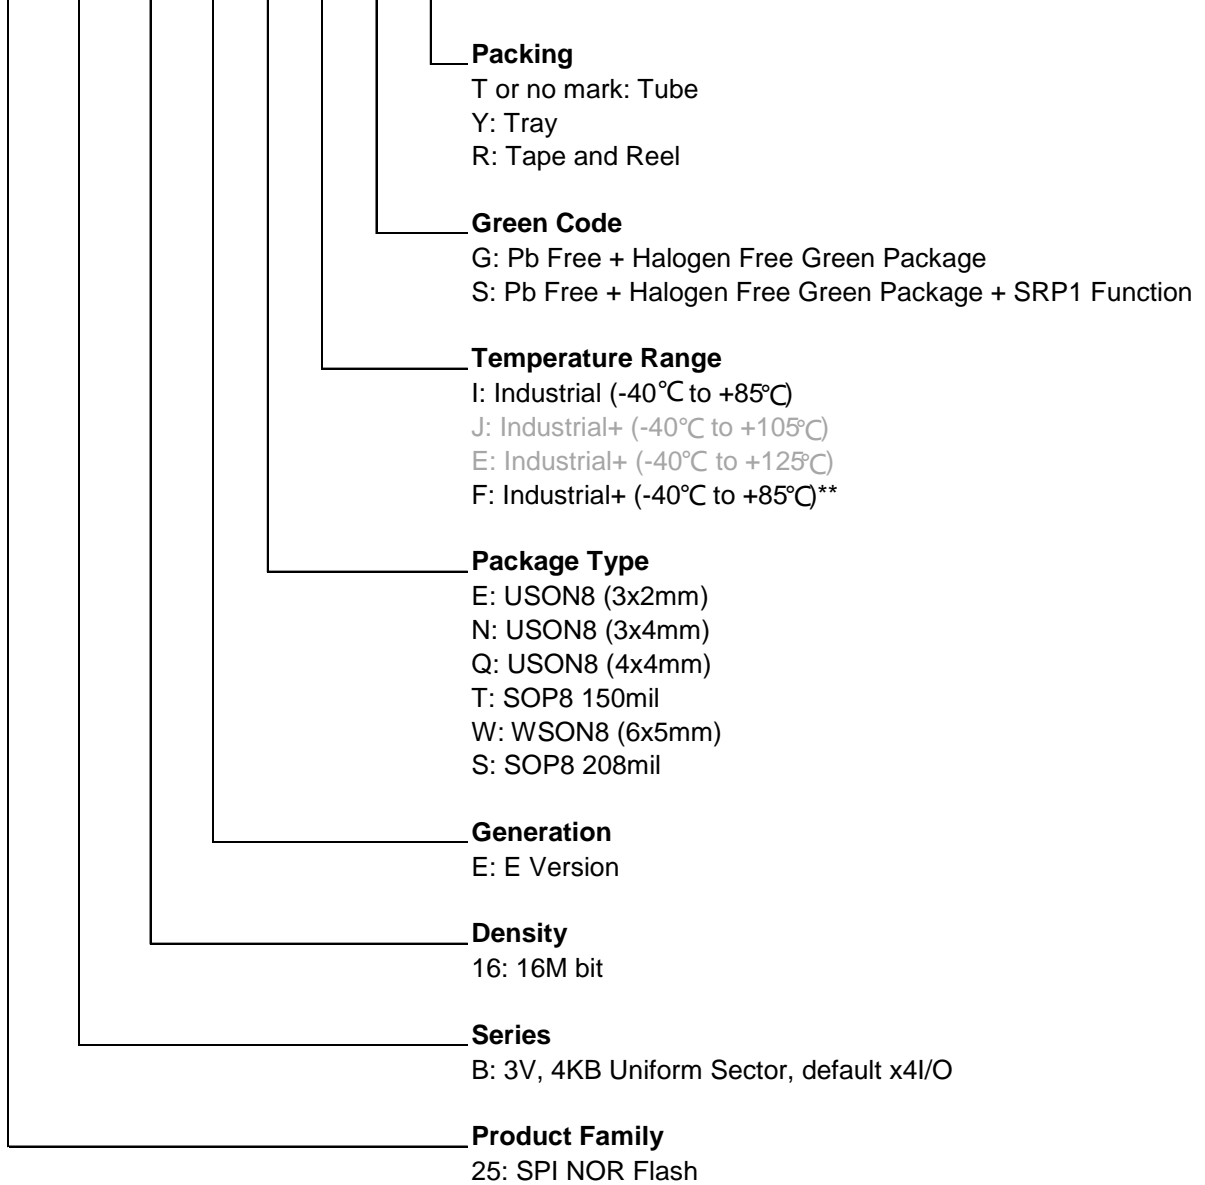 Packing
T or no mark: Tube
Y: Tray
R: Tape and Reel
Green Code
G: Pb Free + Halogen Free Green Package
S: Pb Free + Halogen Free Green Package + SRP1 Function
Temperature Range
I: Industrial (-40℃ to +85℃)
J: Industrial+ (-40℃ to +105℃)
E: Industrial+ (-40℃ to +125℃)
F: Industrial+ (-40℃ to +85℃)**
Package Type
E: USON8 (3x2mm)
N: USON8 (3x4mm)
Q: USON8 (4x4mm)
T: SOP8 150mil
W: WSON8 (6x5mm)
S: SOP8 208mil
Generation
E: E Version
Density
16: 16M bit
Series
B: 3V, 4KB Uniform Sector, default x4I/O
Product Family
25: SPI NOR Flash